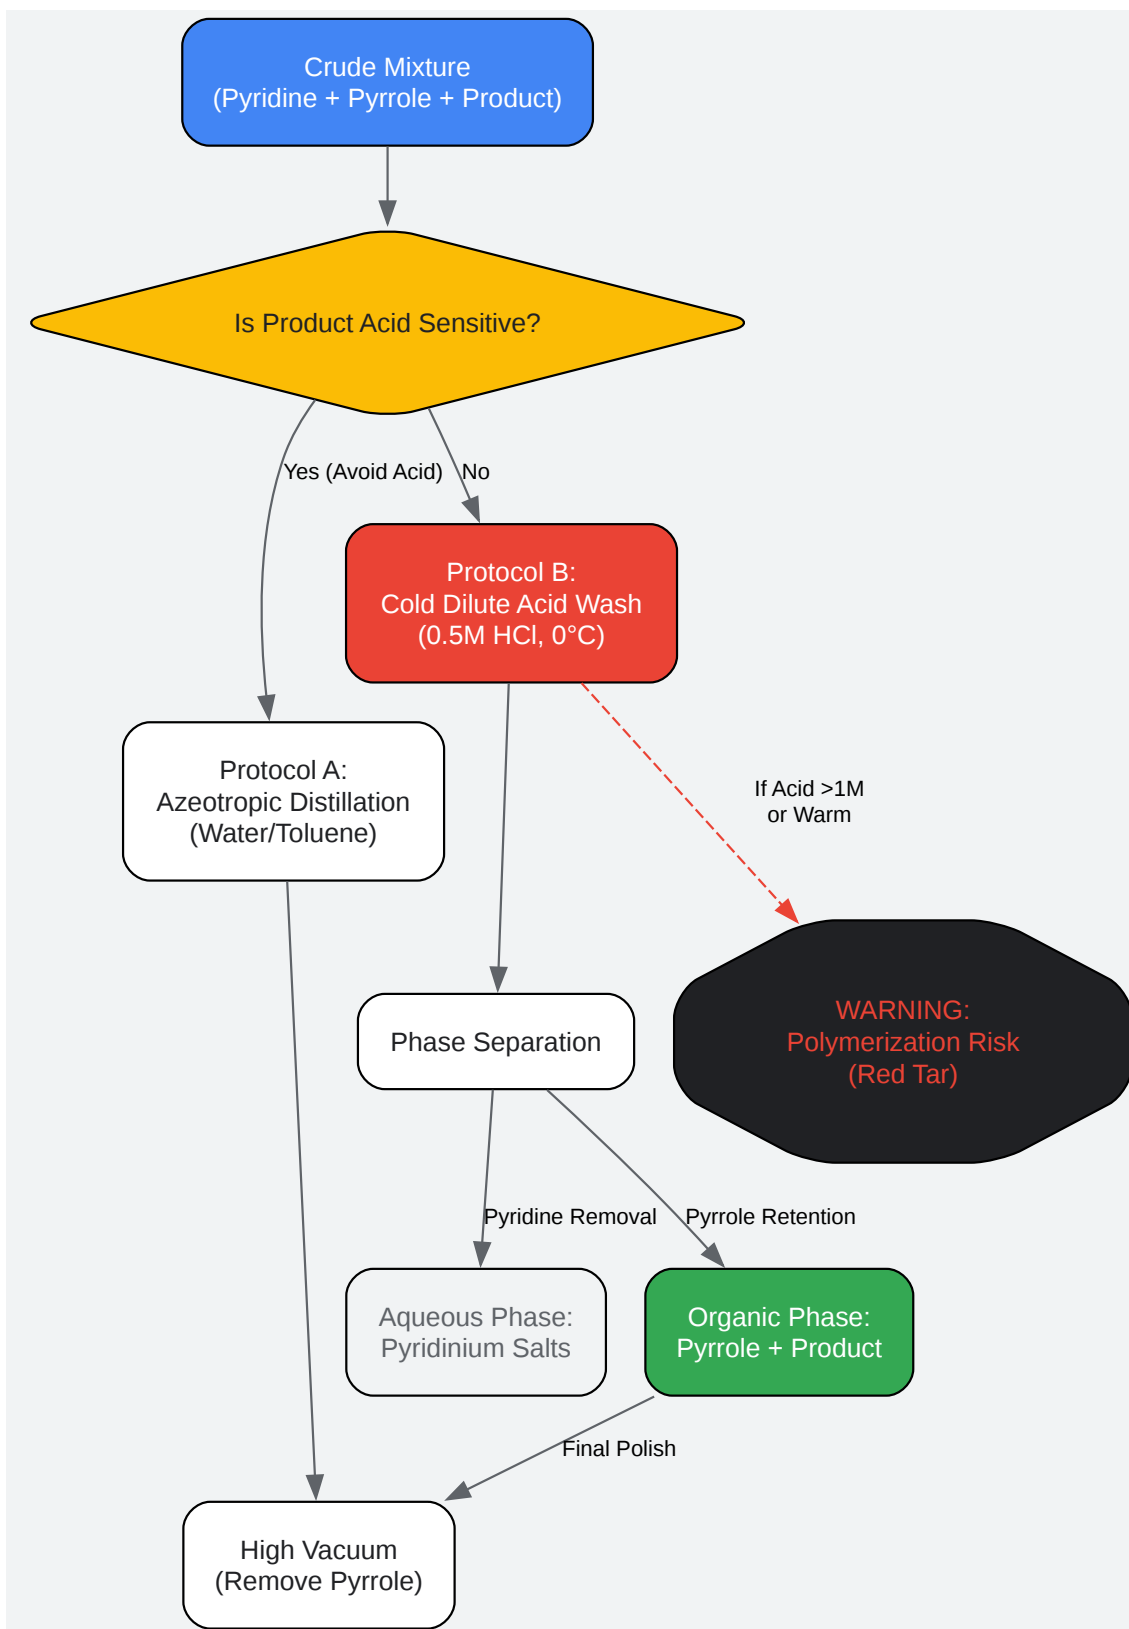 Crude Mixture
(Pyridine + Pyrrole + Product)
Is Product Acid Sensitive?
Yes (Avoid Acid)
No
Protocol B:
Cold Dilute Acid Wash
(0.5M HCl, 0°C)
Protocol A:
Azeotropic Distillation
(Water/Toluene)
If Acid >1M
or Warm
WARNING:
Polymerization Risk
(Red Tar)
Phase Separation
Pyridine Removal
Pyrrole Retention
Aqueous Phase:
Pyridinium Salts
Organic Phase:
Pyrrole + Product
Final Polish
High Vacuum
(Remove Pyrrole)